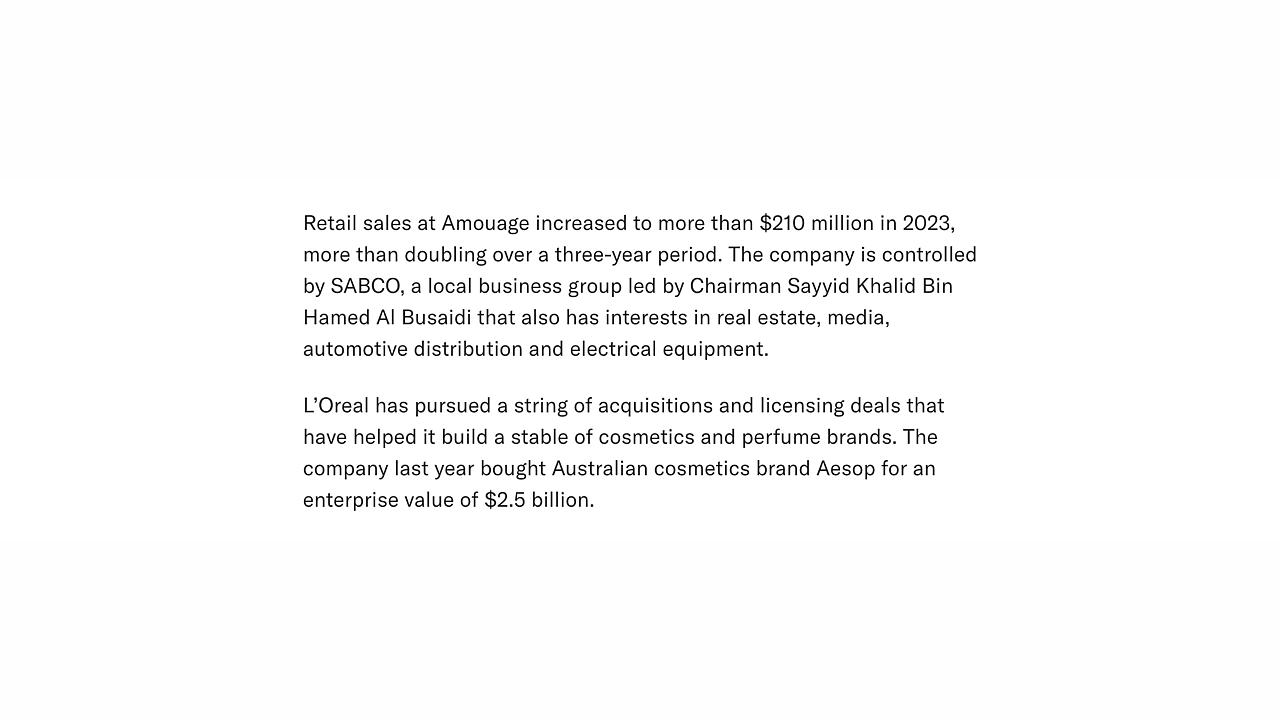 Retail sales at Amouage increased to more than $210 million in 2023,
more than doubling over a three-year period. The company is controlled
by SABCO, a local business group led by Chairman Sayyid Khalid Bin
Hamed Al Busaidi that also has interests in real estate, media,
automotive distribution and electrical equipment.
L’Oreal has pursued a string of acquisitions and licensing deals that
have helped it build a stable of cosmetics and perfume brands. The
company last year bought Australian cosmetics brand Aesop for an
enterprise value of $2.5 billion.